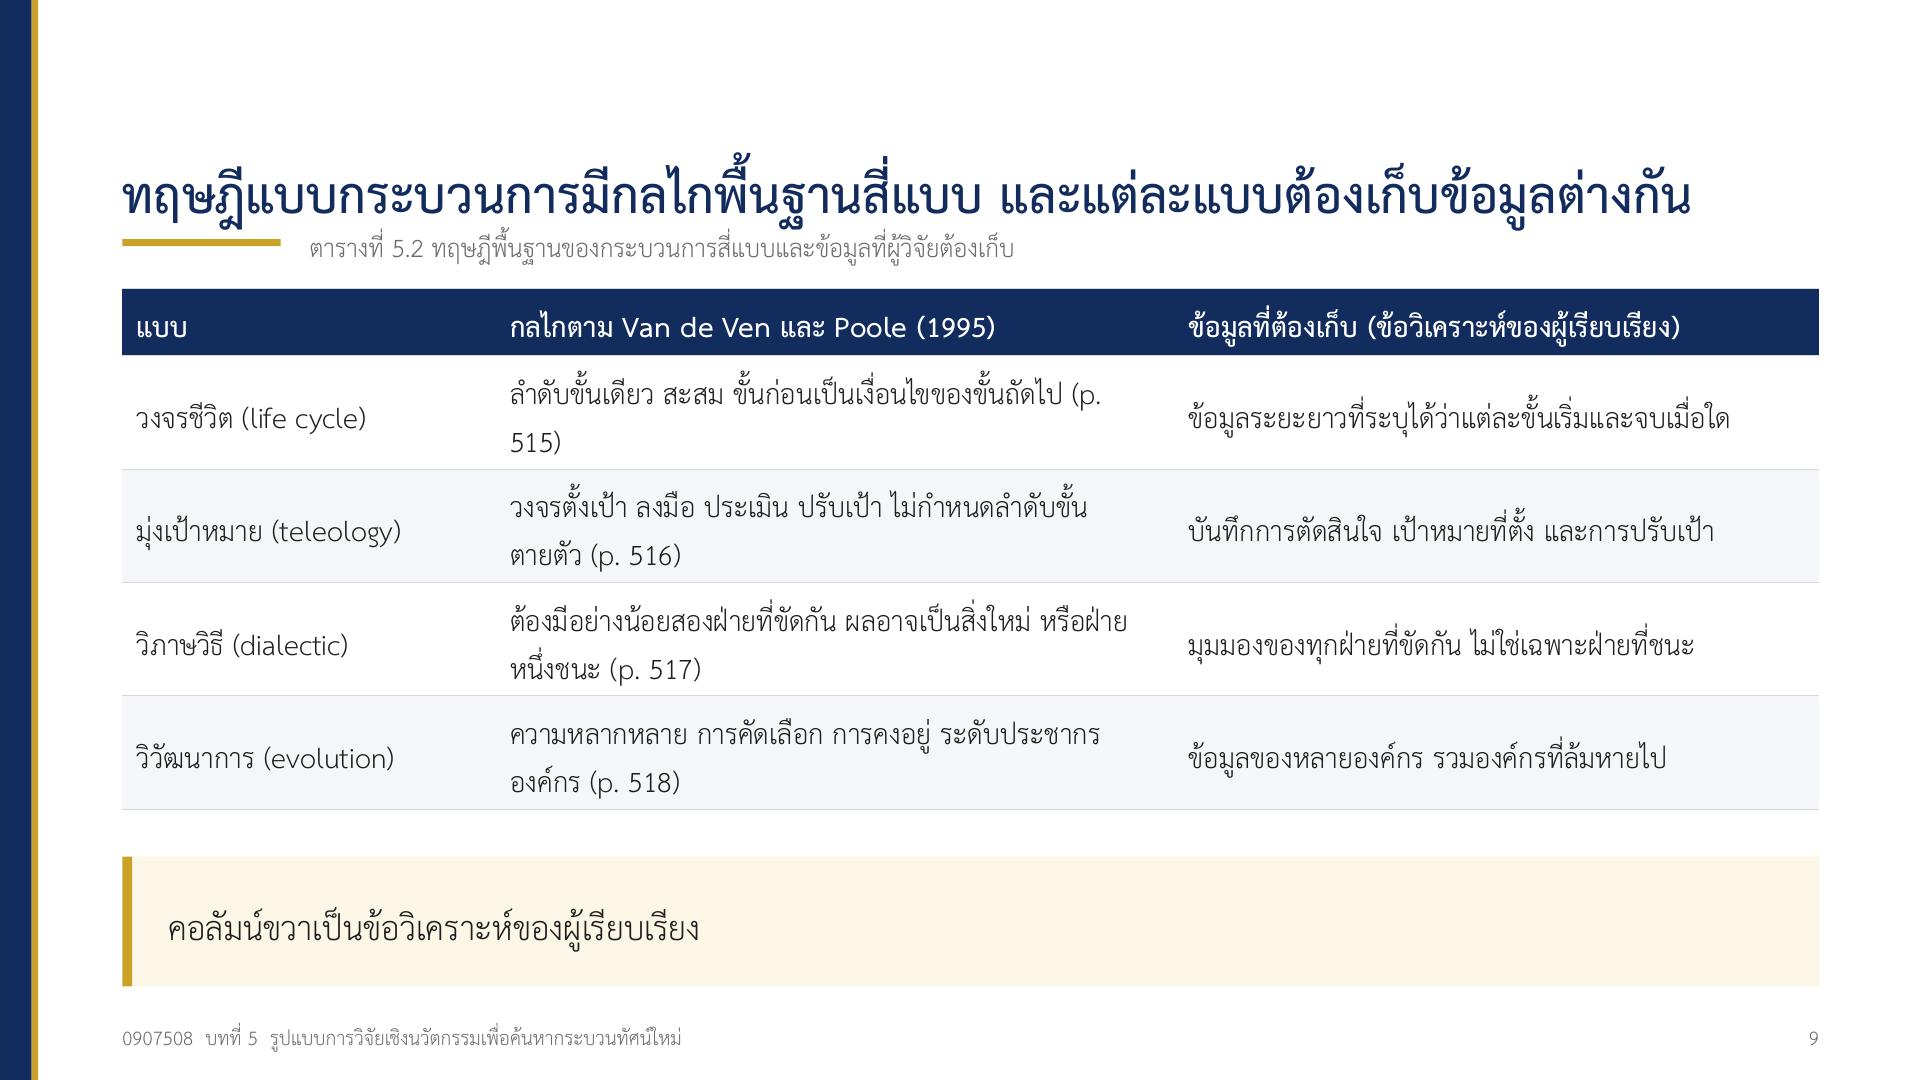 ทฤษฎีแบบกระบวนการมีกลไกพื้นฐานสี่แบบ และแต่ละแบบต้องเก็บข้อมูลต่างกัน
ตารางที่ 5.2 ทฤษฎีพื้นฐานของกระบวนการสี่แบบและข้อมูลที่ผู้วิจัยต้องเก็บ
แบบ
กลไกตาม Van de Ven และ Poole (1995)
ข้อมูลที่ต้องเก็บ (ข้อวิเคราะห์ของผู้เรียบเรียง)
วงจรชีวิต (life cycle)
ลำดับขั้นเดียว สะสม ขั้นก่อนเป็นเงื่อนไขของขั้นถัดไป (p.
515)
ข้อมูลระยะยาวที่ระบุได้ว่าแต่ละขั้นเริ่มและจบเมื่อใด
มุ่งเป้าหมาย (teleology)
วงจรตั้งเป้า ลงมือ ประเมิน ปรับเป้า ไม่กำหนดลำดับขั้น
ตายตัว (p. 516)
บันทึกการตัดสินใจ เป้าหมายที่ตั้ง และการปรับเป้า
วิภาษวิธี (dialectic)
ต้องมีอย่างน้อยสองฝ่ายที่ขัดกัน ผลอาจเป็นสิ่งใหม่ หรือฝ่าย
หนึ่งชนะ (p. 517)
มุมมองของทุกฝ่ายที่ขัดกัน ไม่ใช่เฉพาะฝ่ายที่ชนะ
วิวัฒนาการ (evolution)
ความหลากหลาย การคัดเลือก การคงอยู่ ระดับประชากร
องค์กร (p. 518)
ข้อมูลของหลายองค์กร รวมองค์กรที่ล้มหายไป
คอลัมน์ขวาเป็นข้อวิเคราะห์ของผู้เรียบเรียง
0907508 บทที่ 5 รูปแบบการวิจัยเชิงนวัตกรรมเพื่อค้นหากระบวนทัศน์ใหม่
9